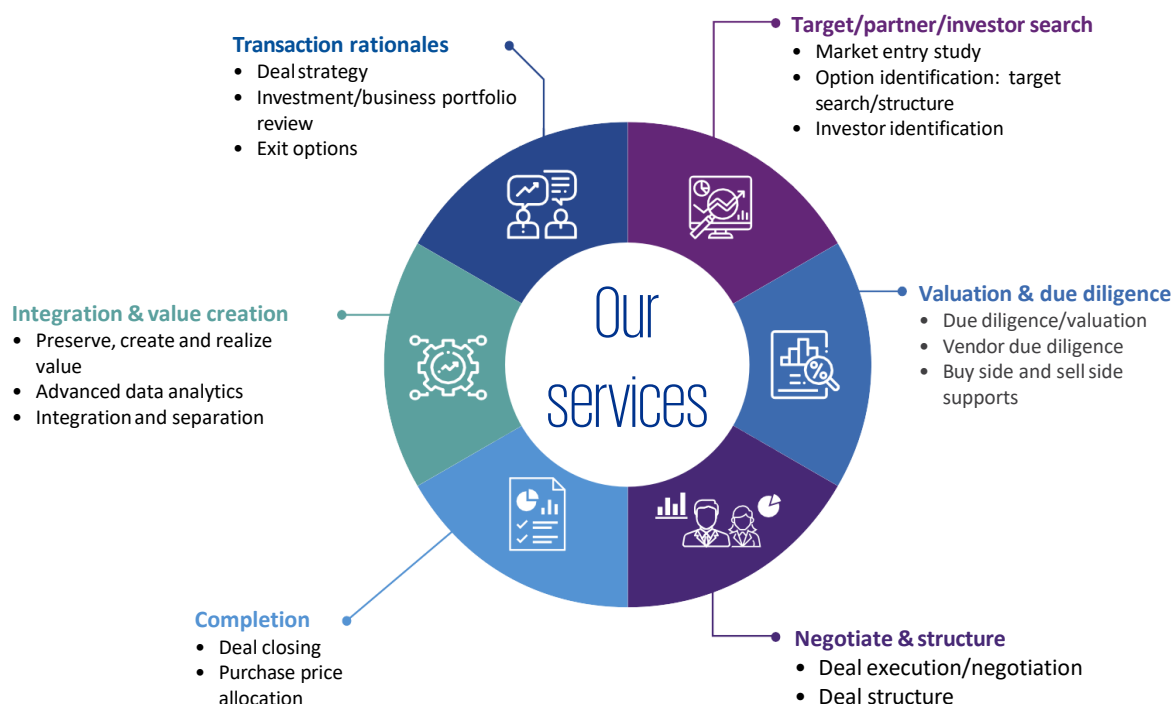 Transaction rationales
• Deal strategy
• Investment/business portfolio
review
• Exit options
Target/partner/investor search
• Market entry study
• Option identification: target
search/structure
• Investor identification
Integration & value creation
• Preserve, create and realize
value
• Advanced data analytics
• Integration and separation
Our
services
Valuation & due diligence
• Due diligence/valuation
• Vendor due diligence
• Buy side and sell side
supports
Completion
• Deal closing
• Purchase price
allocation
Negotiate & structure
• Deal execution/negotiation
• Deal structure